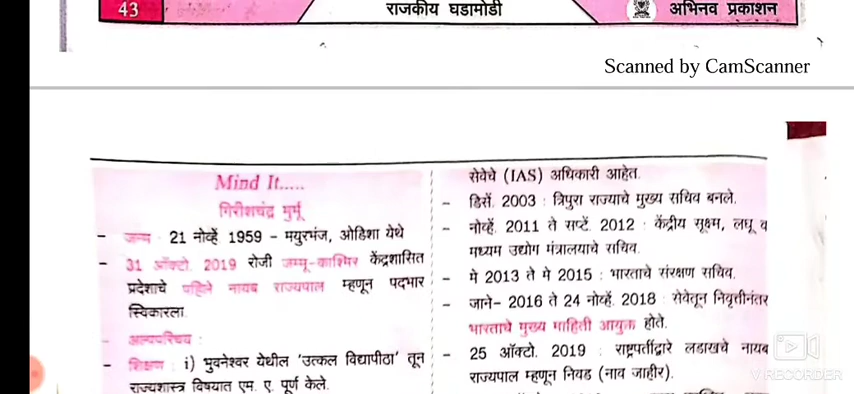 43
राजकीय घडामोडी
अभिनव प्रकाशन
Scanned by CamScanner
Mind It.....
गिरीशचंद्र मुर्मू
– जन्म : 21 नोव्हें 1959 – मयुरभंज, ओडिशा येथे
– 31 ऑक्टो. 2019 रोजी जम्मू-काश्मिर केंद्रशासित
प्रदेशाचे पहिले नायब राज्यपाल म्हणून पदभार
स्विकारला.
– अल्पपरिचय :
– शिक्षण : i) भुवनेश्वर येथील 'उत्कल विद्यापीठा' तून
राज्यशास्त्र विषयात एम. ए. पूर्ण केले.
सेवेचे (IAS) अधिकारी आहेत.
– डिसें. 2003 : त्रिपुरा राज्याचे मुख्य सचिव बनले.
– नोव्हें. 2011 ते सप्टें. 2012 : केंद्रीय सूक्ष्म, लघू व
मध्यम उद्योग मंत्रालयाचे सचिव.
– मे 2013 ते मे 2015 : भारताचे संरक्षण सचिव.
– जाने- 2016 ते 24 नोव्हें. 2018 : सेवेतून निवृत्तीनंतर
भारताचे मुख्य माहिती आयुक्त होते.
– 25 ऑक्टो. 2019 : राष्ट्रपतींद्वारे लडाखचे नायब
राज्यपाल म्हणून निवड (नाव जाहीर).
V RECORDER